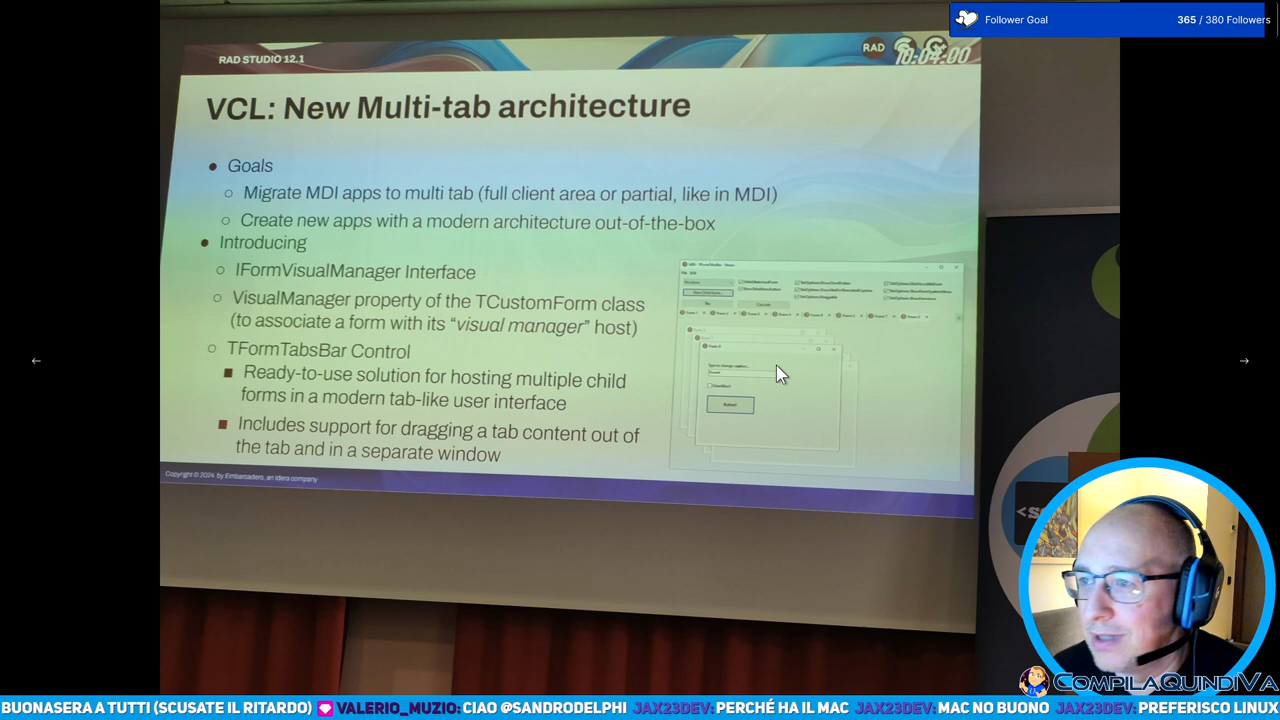 Follower Goal
365 / 380 Followers
RAD STUDIO 12.1
RAD
10:04:00
VCL: New Multi-tab architecture
Goals
Migrate MDI apps to multi tab (full client area or partial, like in MDI)
Create new apps with a modern architecture out-of-the-box
Introducing
IFormVisualManager Interface
VisualManager property of the TCustomForm class
(to associate a form with its “visual manager” host)
TFormTabsBar Control
Ready-to-use solution for hosting multiple child
forms in a modern tab-like user interface
Includes support for dragging a tab content out of
the tab and in a separate window
Copyright © 2024 by Embarcadero, an Idera company
COMPILAQUINDIVA
BUONASERA A TUTTI (SCUSATE IL RITARDO) VALERIO_MUZIO: CIAO @SANDRODELPHI JAX23DEV: PERCHÉ HA IL MAC JAX23DEV: MAC NO BUONO JAX23DEV: PREFERISCO LINUX